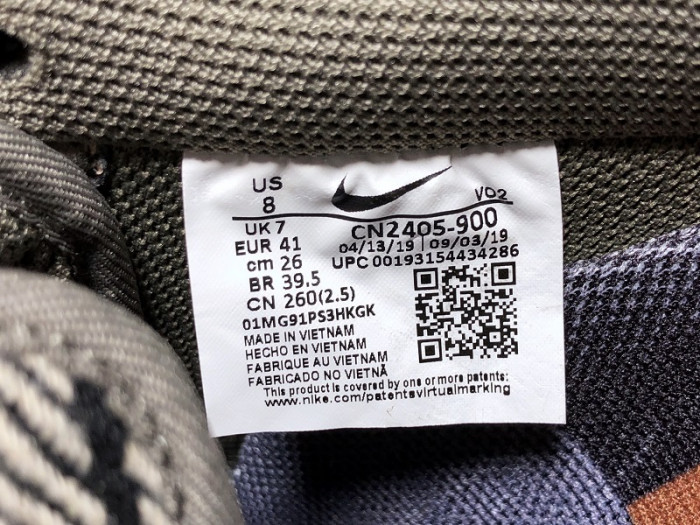 US
8
VO2
UK 7
EUR 41
cm 26
BR 39.5
CN 260(2.5)
CN2405-900
04/13/19 | 09/03/19
UPC 00193154434286
01MG91PS3HKGK
MADE IN VIETNAM
HECHO EN VIETNAM
FABRIQUE AU VIETNAM
FABRICADO NO VIETNÃ
This product is covered by one or more patents:
www.nike.com/patentsvirtualmarking